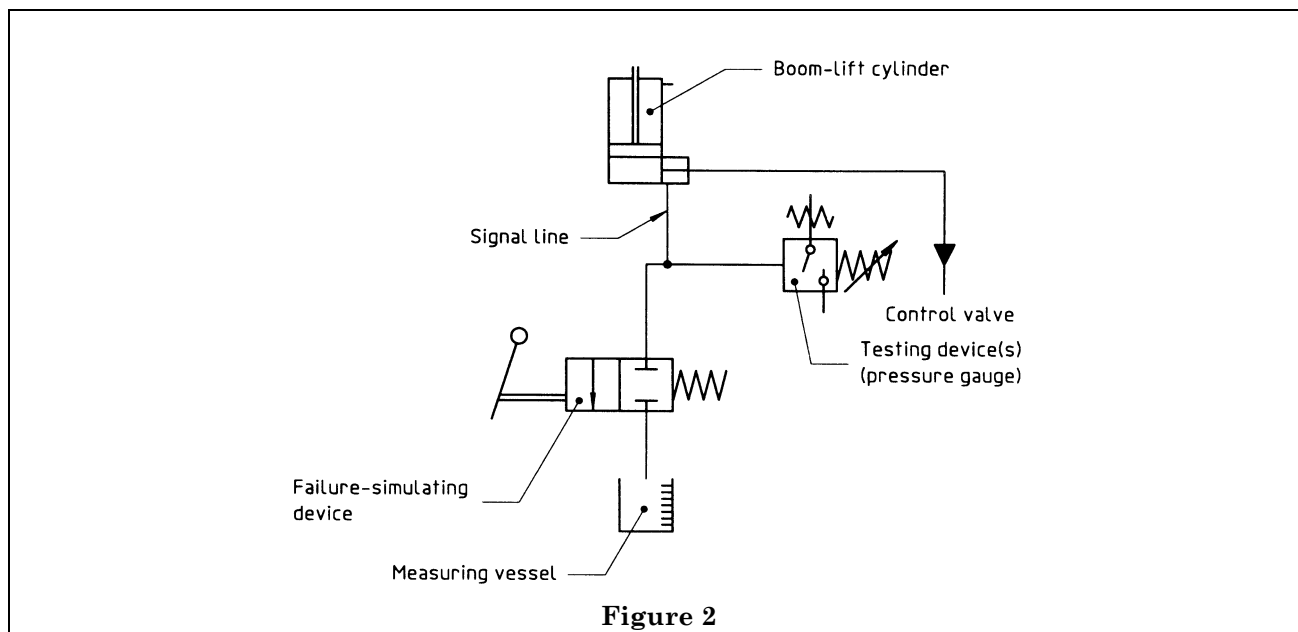 Boom-lift cylinder
Signal line
Control valve
Testing device(s)
(pressure gauge)
Failure-simulating
device
Measuring vessel
Figure 2